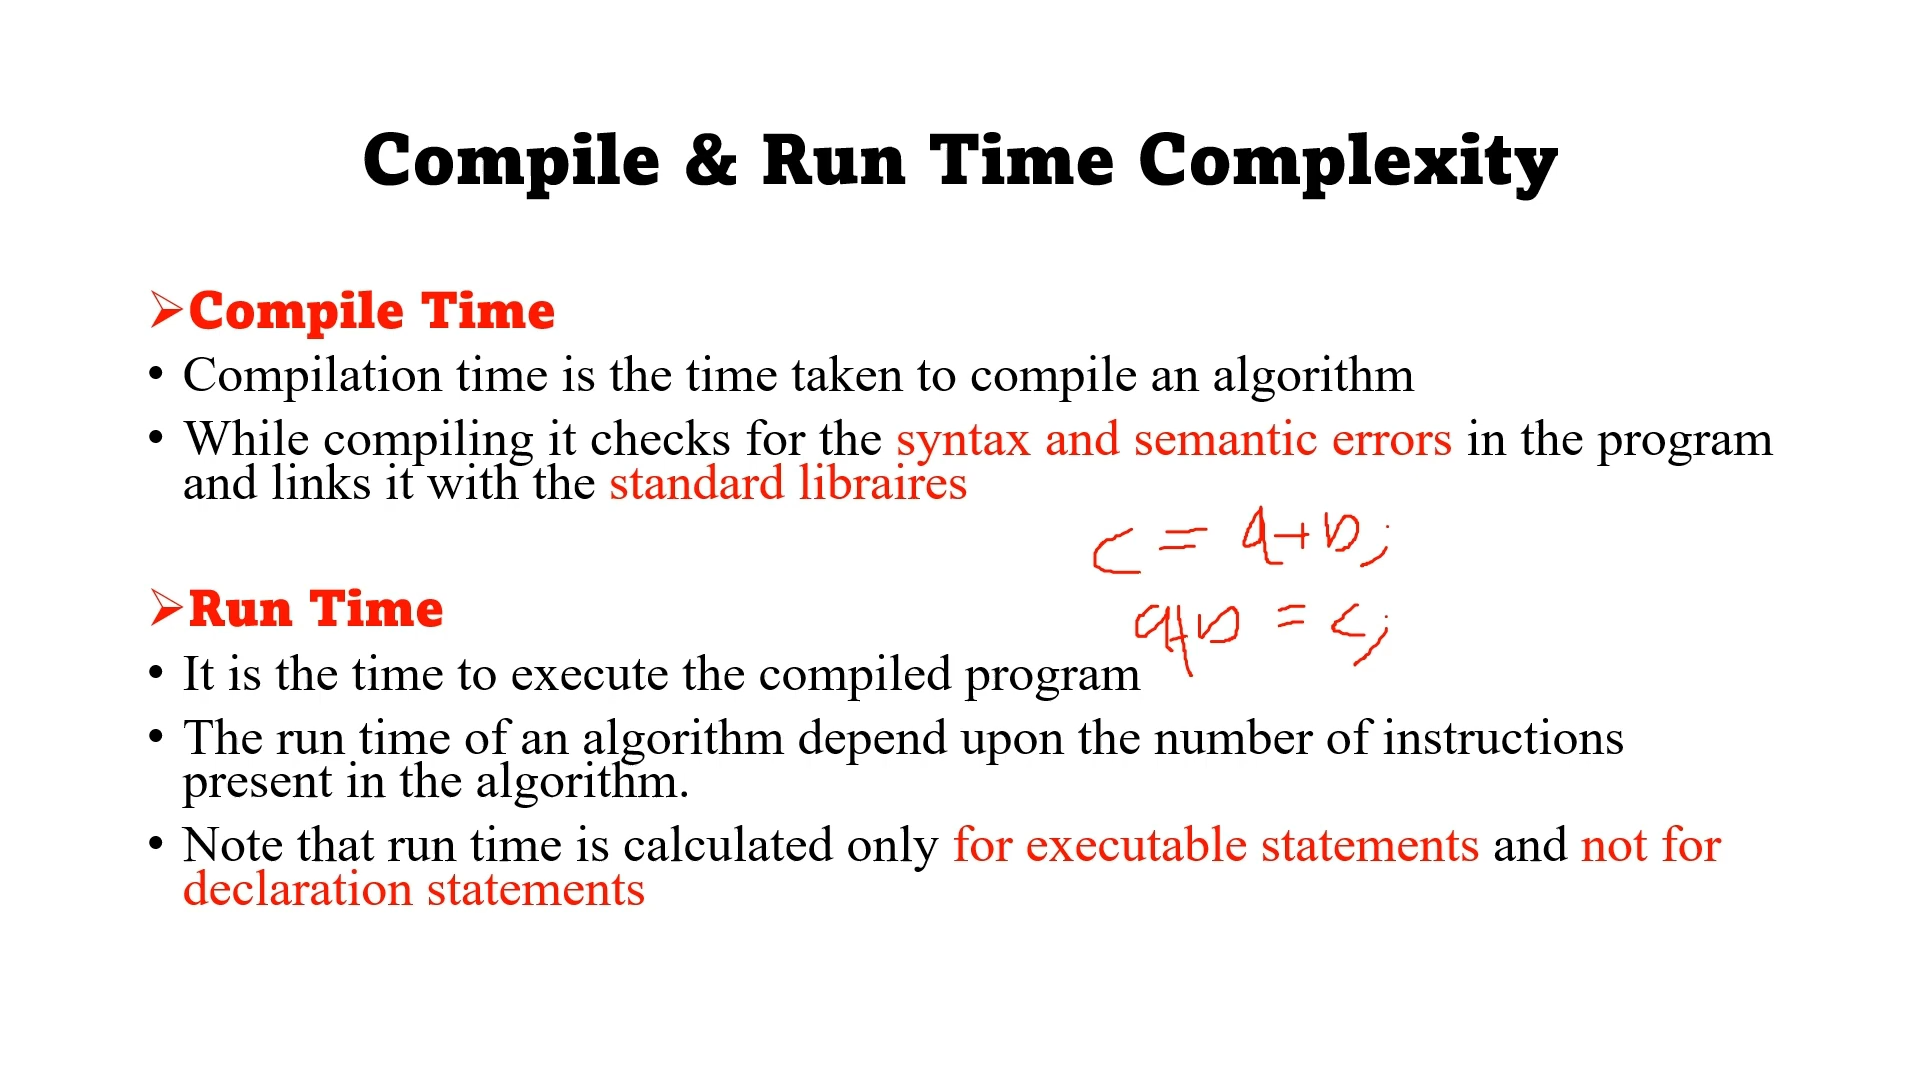 Compile & Run Time Complexity
➢Compile Time
• Compilation time is the time taken to compile an algorithm
• While compiling it checks for the syntax and semantic errors in the program
and links it with the standard libraires
c = a+b;
➢Run Time
a+b = c;
• It is the time to execute the compiled program
• The run time of an algorithm depend upon the number of instructions
present in the algorithm.
• Note that run time is calculated only for executable statements and not for
declaration statements